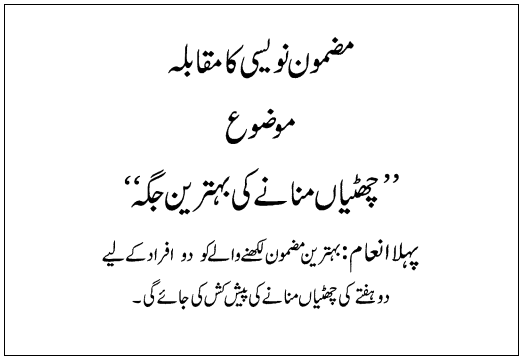 مضمون نویسی کا مقابلہ
موضوع
’’چھٹیاں منانے کی بہترین جگہ‘‘
پہلا انعام: بہترین مضمون لکھنے والے کو دو افراد کے لیے
دو ہفتے کی چھٹیاں منانے کی پیش کش کی جائے گی۔